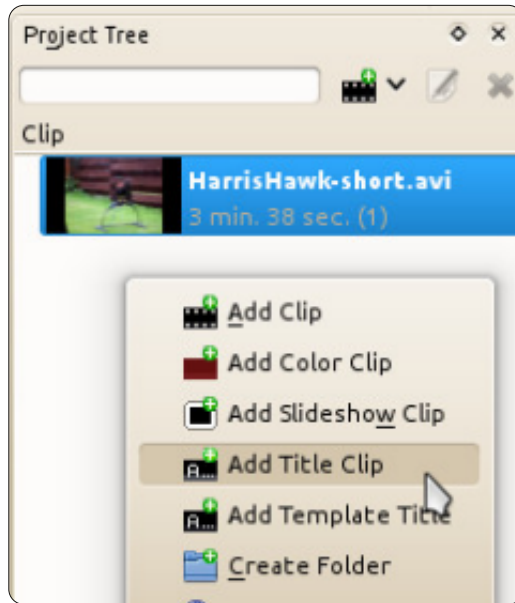 Project Tree
Clip
HarrisHawk-short.avi
3 min. 38 sec. (1)
Add Clip
Add Color Clip
Add Slideshow Clip
Add Title Clip
Add Template Title
Create Folder